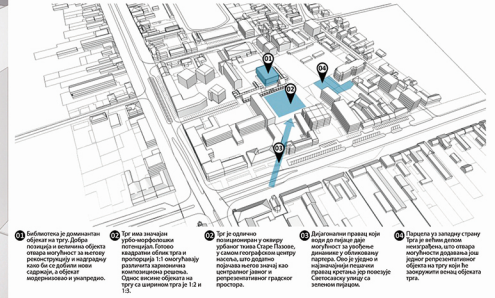 01
04
02
03
01 Библиотека је доминантан
објекат на тргу. Добра
позиција и величина објекта
отвара могућности за његову
реконструкцију и надградњу
како би се добили нови
садржаји, а објекат
модернизовао и унапредио.
02 Трг има значајан
урбо-морфолошки
потенцијал. Готово
квадратни облик трга и
пропорција 1:1 омогућавају
различита хармонична
композициона решења.
Однос висине објеката на
тргу са ширином трга је 1:2 и
1:3.
02 Трг је одлично
позициониран у оквиру
урбаног ткива Старе Пазове,
у самом географском центру
насеља, што додатно
појачава његов значај као
централног јавног и
репрезентативног градског
простора.
03 Дијагонални правац који
води до пијаце даје
могућност за увођење
динамике у обликовању
партера. Ово је уједно и
најзначајнији пешачки
правац кретања јер повезује
Светосавску улицу са
зеленом пијацом.
04 Парцела уз западну страну
Трга је већим делом
неизграђена, што отвара
могућности додавања још
једног репрезентативног
објекта на тргу који ће
заокружити овај објеката
трга.